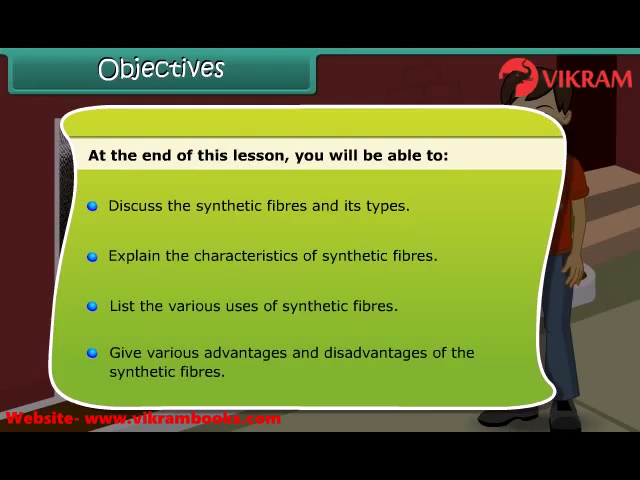 Objectives
VIKRAM
At the end of this lesson, you will be able to:
Discuss the synthetic fibres and its types.
Explain the characteristics of synthetic fibres.
List the various uses of synthetic fibres.
Give various advantages and disadvantages of the
synthetic fibres.
Website- www.vikrambooks.com